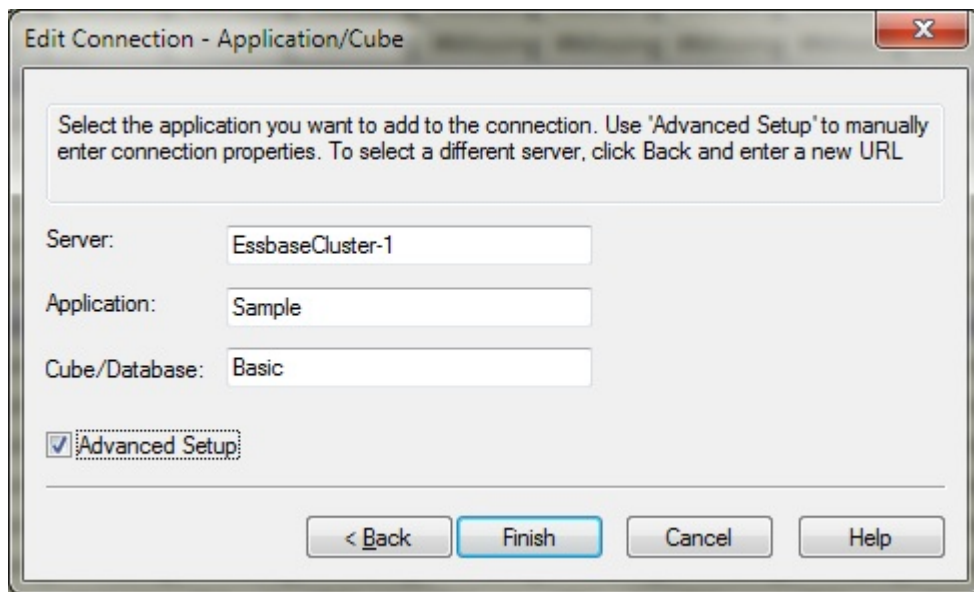 Edit Connection - Application/Cube
Select the application you want to add to the connection. Use 'Advanced Setup' to manually
enter connection properties. To select a different server, click Back and enter a new URL
Server: EssbaseCluster-1
Application: Sample
Cube/Database: Basic
Advanced Setup
< Back Finish Cancel Help